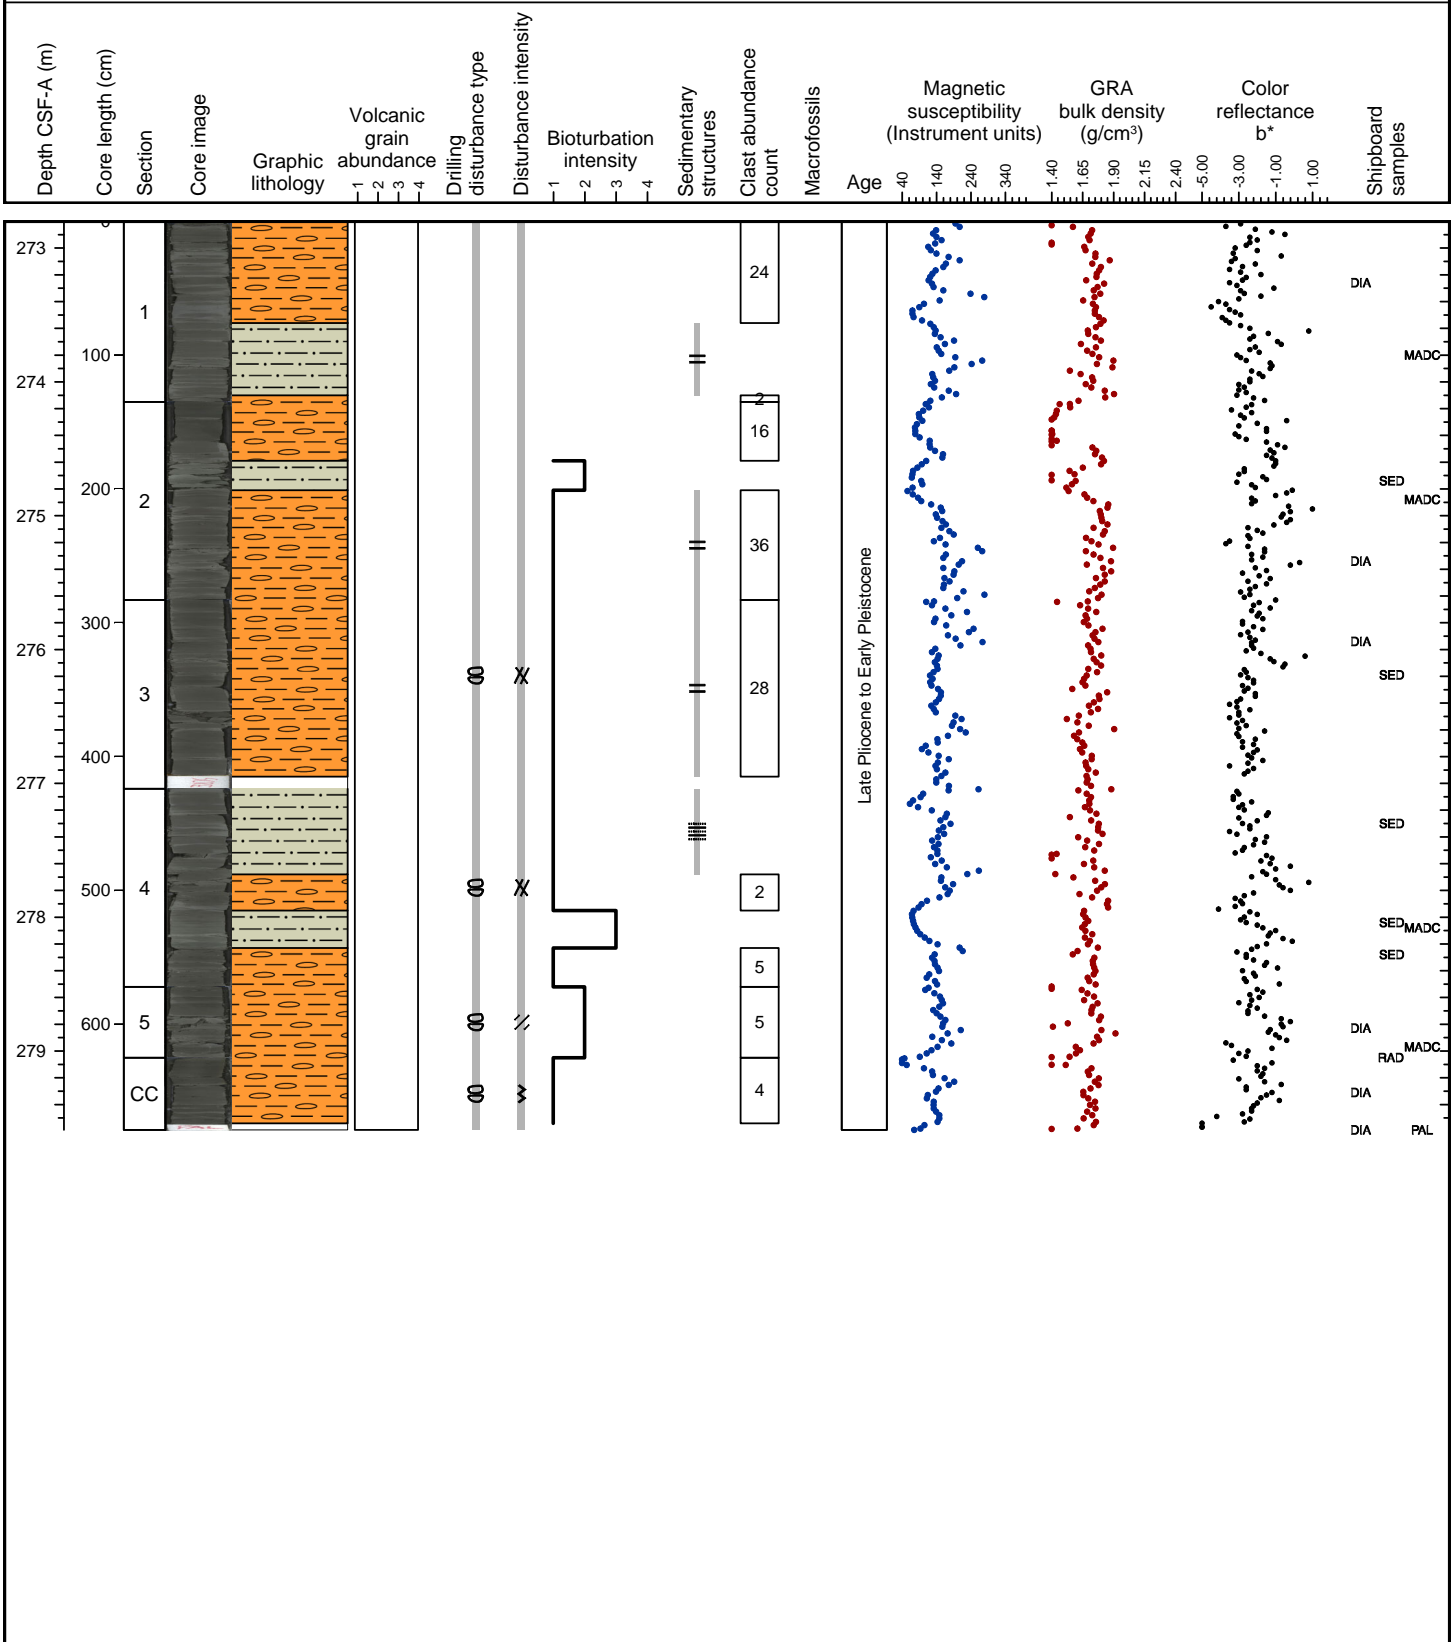 Depth CSF-A (m)
Core length (cm)
Section
Core image
Graphic
lithology
Volcanic
grain
abundance
1 2 3 4
Drilling
disturbance type
Disturbance intensity
Bioturbation
intensity
1 2 3 4
Sedimentary
structures
Clast abundance
count
Macrofossils
Age
Magnetic
susceptibility
(Instrument units)
40 140 240 340
GRA
bulk density
(g/cm³)
1.40 1.65 1.90 2.15 2.40
Color
reflectance
b*
-5.00 -3.00 -1.00 1.00
Shipboard
samples
273
274
275
276
277
278
279
0
100
200
300
400
500
600
1
2
3
4
5
CC
24
2
16
36
28
2
5
5
4
Late Pliocene to Early Pleistocene
DIA
MADC
SED
MADC
DIA
DIA
SED
SED
SED MADC
SED
DIA
MADC
RAD
DIA
DIA PAL